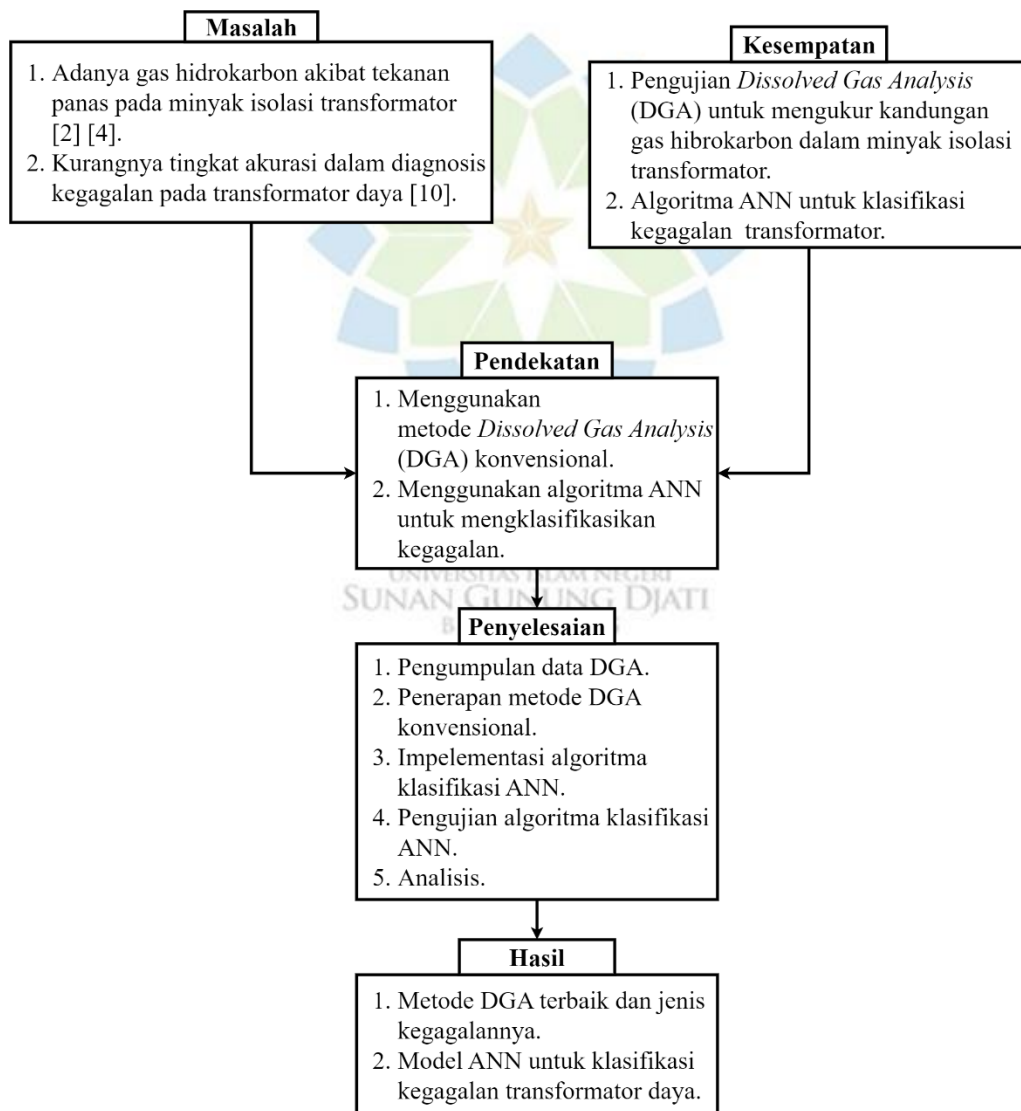 Masalah
1. Adanya gas hidrokarbon akibat tekanan
panas pada minyak isolasi transformator
[2] [4].
2. Kurangnya tingkat akurasi dalam diagnosis
kegagalan pada transformator daya [10].
Kesempatan
1. Pengujian Dissolved Gas Analysis
(DGA) untuk mengukur kandungan
gas hibrokarbon dalam minyak isolasi
transformator.
2. Algoritma ANN untuk klasifikasi
kegagalan transformator.
Pendekatan
1. Menggunakan
metode Dissolved Gas Analysis
(DGA) konvensional.
2. Menggunakan algoritma ANN
untuk mengklasifikasikan
kegagalan.
UNIVERSITAS ISLAM NEGERI
SUNAN GUNUNG DJATI
Penyelesaian
1. Pengumpulan data DGA.
2. Penerapan metode DGA
konvensional.
3. Impelementasi algoritma
klasifikasi ANN.
4. Pengujian algoritma klasifikasi
ANN.
5. Analisis.
Hasil
1. Metode DGA terbaik dan jenis
kegagalannya.
2. Model ANN untuk klasifikasi
kegagalan transformator daya.